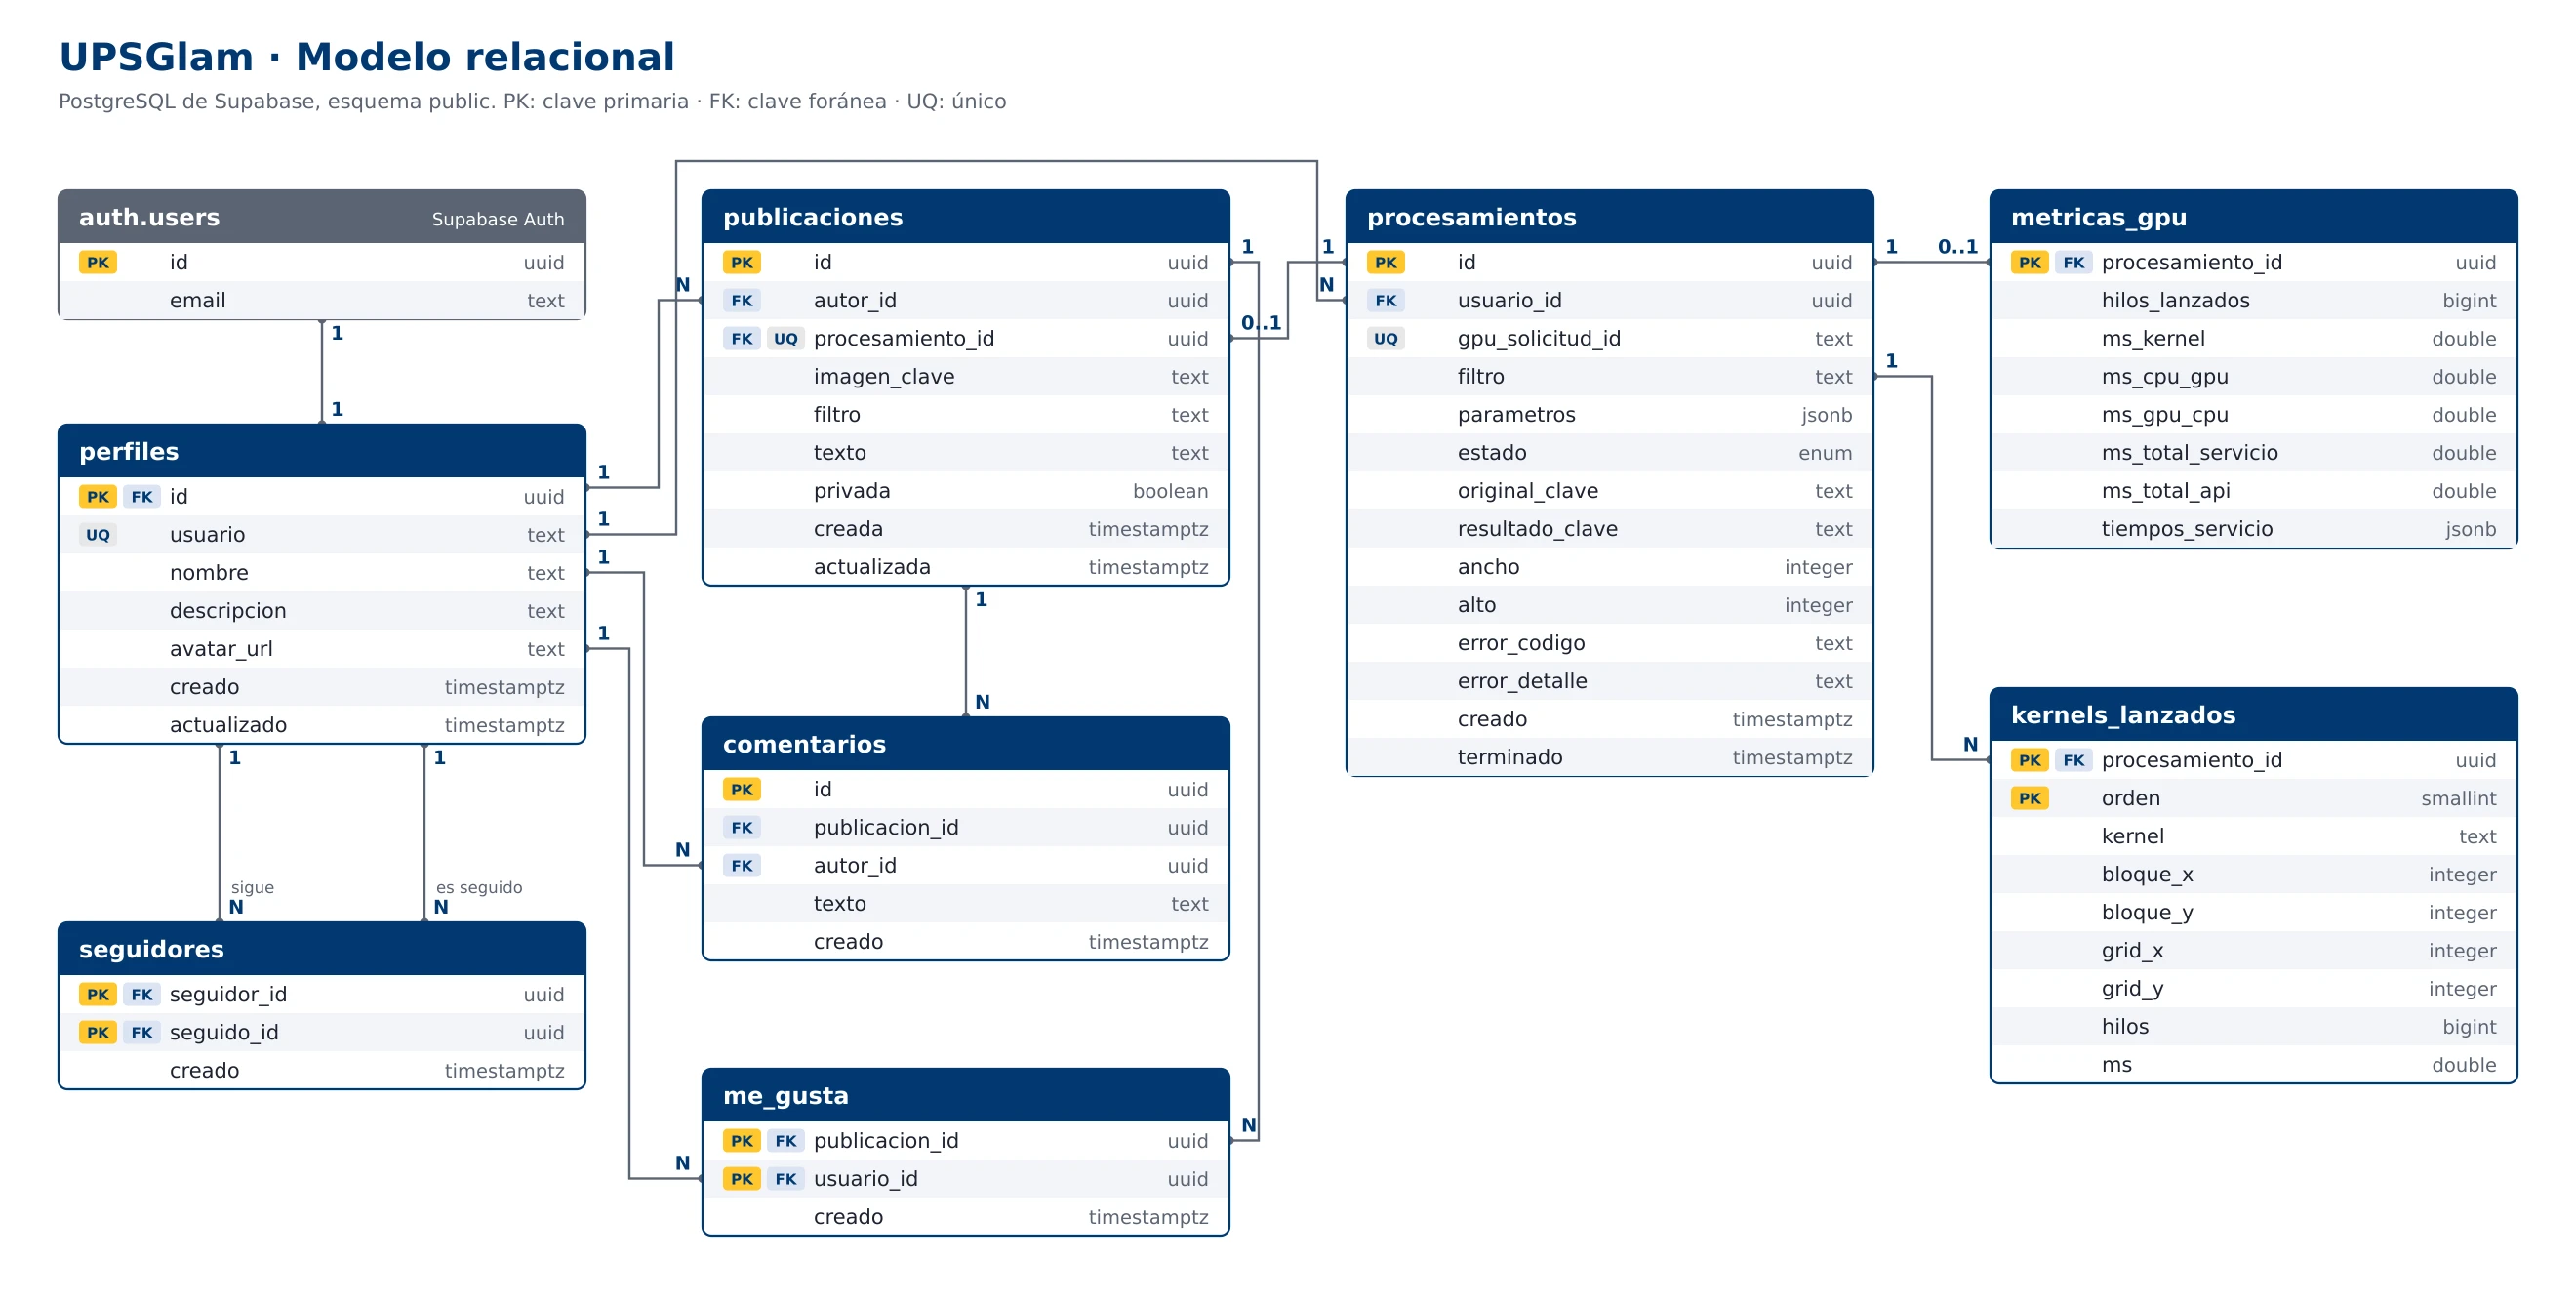 UPSGlam · Modelo relacional
PostgreSQL de Supabase, esquema public. PK: clave primaria · FK: clave foránea · UQ: único
auth.users Supabase Auth
PK id uuid
email text
1
1
perfiles
PK FK id uuid
UQ usuario text
nombre text
descripcion text
avatar_url text
creado timestamptz
actualizado timestamptz
1
1
1
1
1
1
sigue
N
es seguido
N
seguidores
PK FK seguidor_id uuid
PK FK seguido_id uuid
creado timestamptz
N
publicaciones
PK id uuid
FK autor_id uuid
FK UQ procesamiento_id uuid
imagen_clave text
filtro text
texto text
privada boolean
creada timestamptz
actualizada timestamptz
1
0..1
1
N
N
comentarios
PK id uuid
FK publicacion_id uuid
FK autor_id uuid
texto text
creado timestamptz
N
me_gusta
PK FK publicacion_id uuid
PK FK usuario_id uuid
creado timestamptz
N
1
N
procesamientos
PK id uuid
FK usuario_id uuid
UQ gpu_solicitud_id text
filtro text
parametros jsonb
estado enum
original_clave text
resultado_clave text
ancho integer
alto integer
error_codigo text
error_detalle text
creado timestamptz
terminado timestamptz
1 0..1
1
metricas_gpu
PK FK procesamiento_id uuid
hilos_lanzados bigint
ms_kernel double
ms_cpu_gpu double
ms_gpu_cpu double
ms_total_servicio double
ms_total_api double
tiempos_servicio jsonb
N
kernels_lanzados
PK FK procesamiento_id uuid
PK orden smallint
kernel text
bloque_x integer
bloque_y integer
grid_x integer
grid_y integer
hilos bigint
ms double